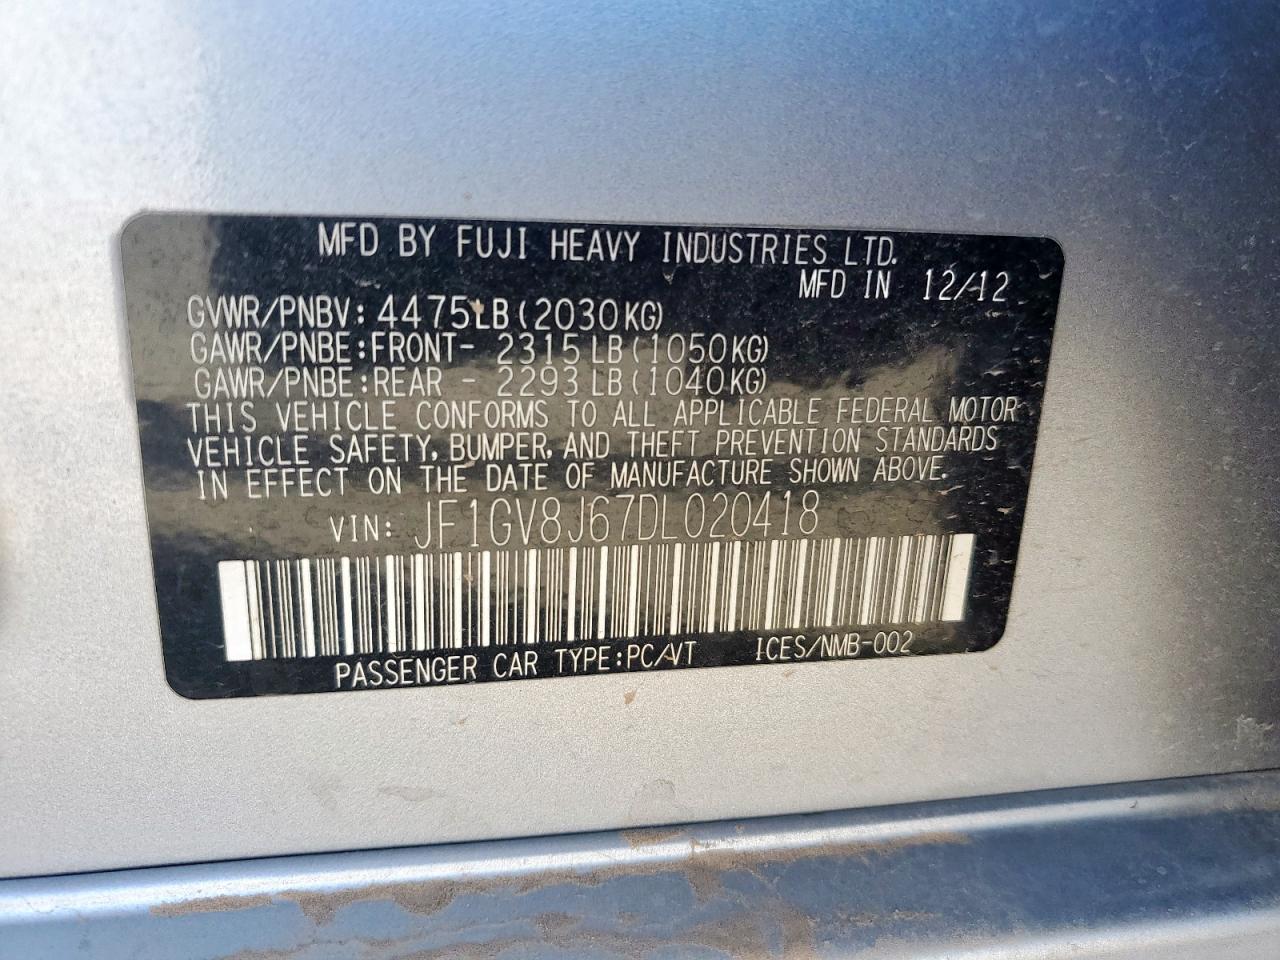 MFD BY FUJI HEAVY INDUSTRIES LTD.
MFD IN 12/12
GVWR/PNBV: 4475LB (2030KG)
GAWR/PNBE:FRONT- 2315LB (1050KG)
GAWR/PNBE:REAR - 2293LB (1040KG)
THIS VEHICLE CONFORMS TO ALL APPLICABLE FEDERAL MOTOR
VEHICLE SAFETY, BUMPER, AND THEFT PREVENTION STANDARDS
IN EFFECT ON THE DATE OF MANUFACTURE SHOWN ABOVE.
VIN: JF1GV8J67DL020418
PASSENGER CAR TYPE:PC/VT ICES/NMB-002